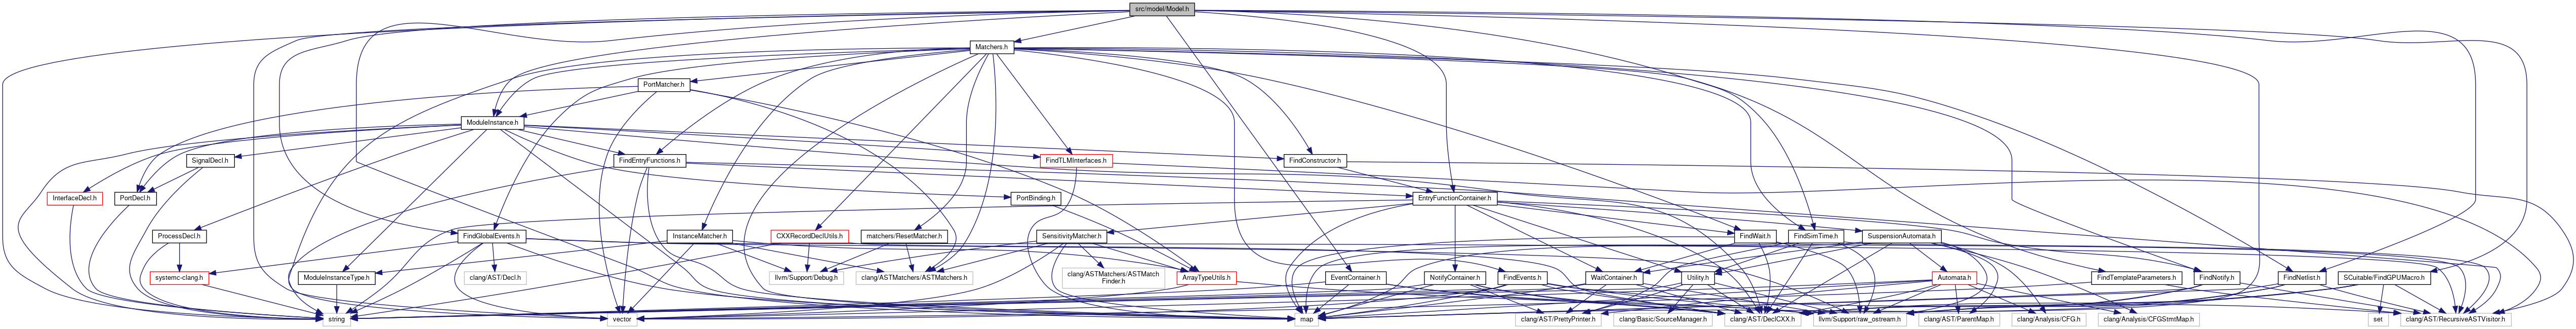 src/model/Model.h
Matchers.h
PortMatcher.h
ModuleInstance.h
SignalDecl.h
FindEntryFunctions.h
FindTLMInterfaces.h
FindConstructor.h
InterfaceDecl.h
PortDecl.h
PortBinding.h
EntryFunctionContainer.h
ProcessDecl.h
FindGlobalEvents.h
InstanceMatcher.h
CXXRecordDeclUtils.h
matchers/ResetMatcher.h
SensitivityMatcher.h
FindWait.h
FindSimTime.h
SuspensionAutomata.h
systemc-clang.h
clang/AST/Decl.h
ModuleInstanceType.h
llvm/Support/Debug.h
clang/ASTMatchers/ASTMatchers.h
clang/ASTMatchers/ASTMatch
Finder.h
ArrayTypeUtils.h
EventContainer.h
NotifyContainer.h
FindEvents.h
WaitContainer.h
Utility.h
Automata.h
FindTemplateParameters.h
FindNotify.h
FindNetlist.h
SCuitable/FindGPUMacro.h
string
vector
map
clang/AST/PrettyPrinter.h
clang/Basic/SourceManager.h
clang/AST/DeclCXX.h
llvm/Support/raw_ostream.h
clang/AST/ParentMap.h
clang/Analysis/CFG.h
clang/Analysis/CFGStmtMap.h
set
clang/AST/RecursiveASTVisitor.h